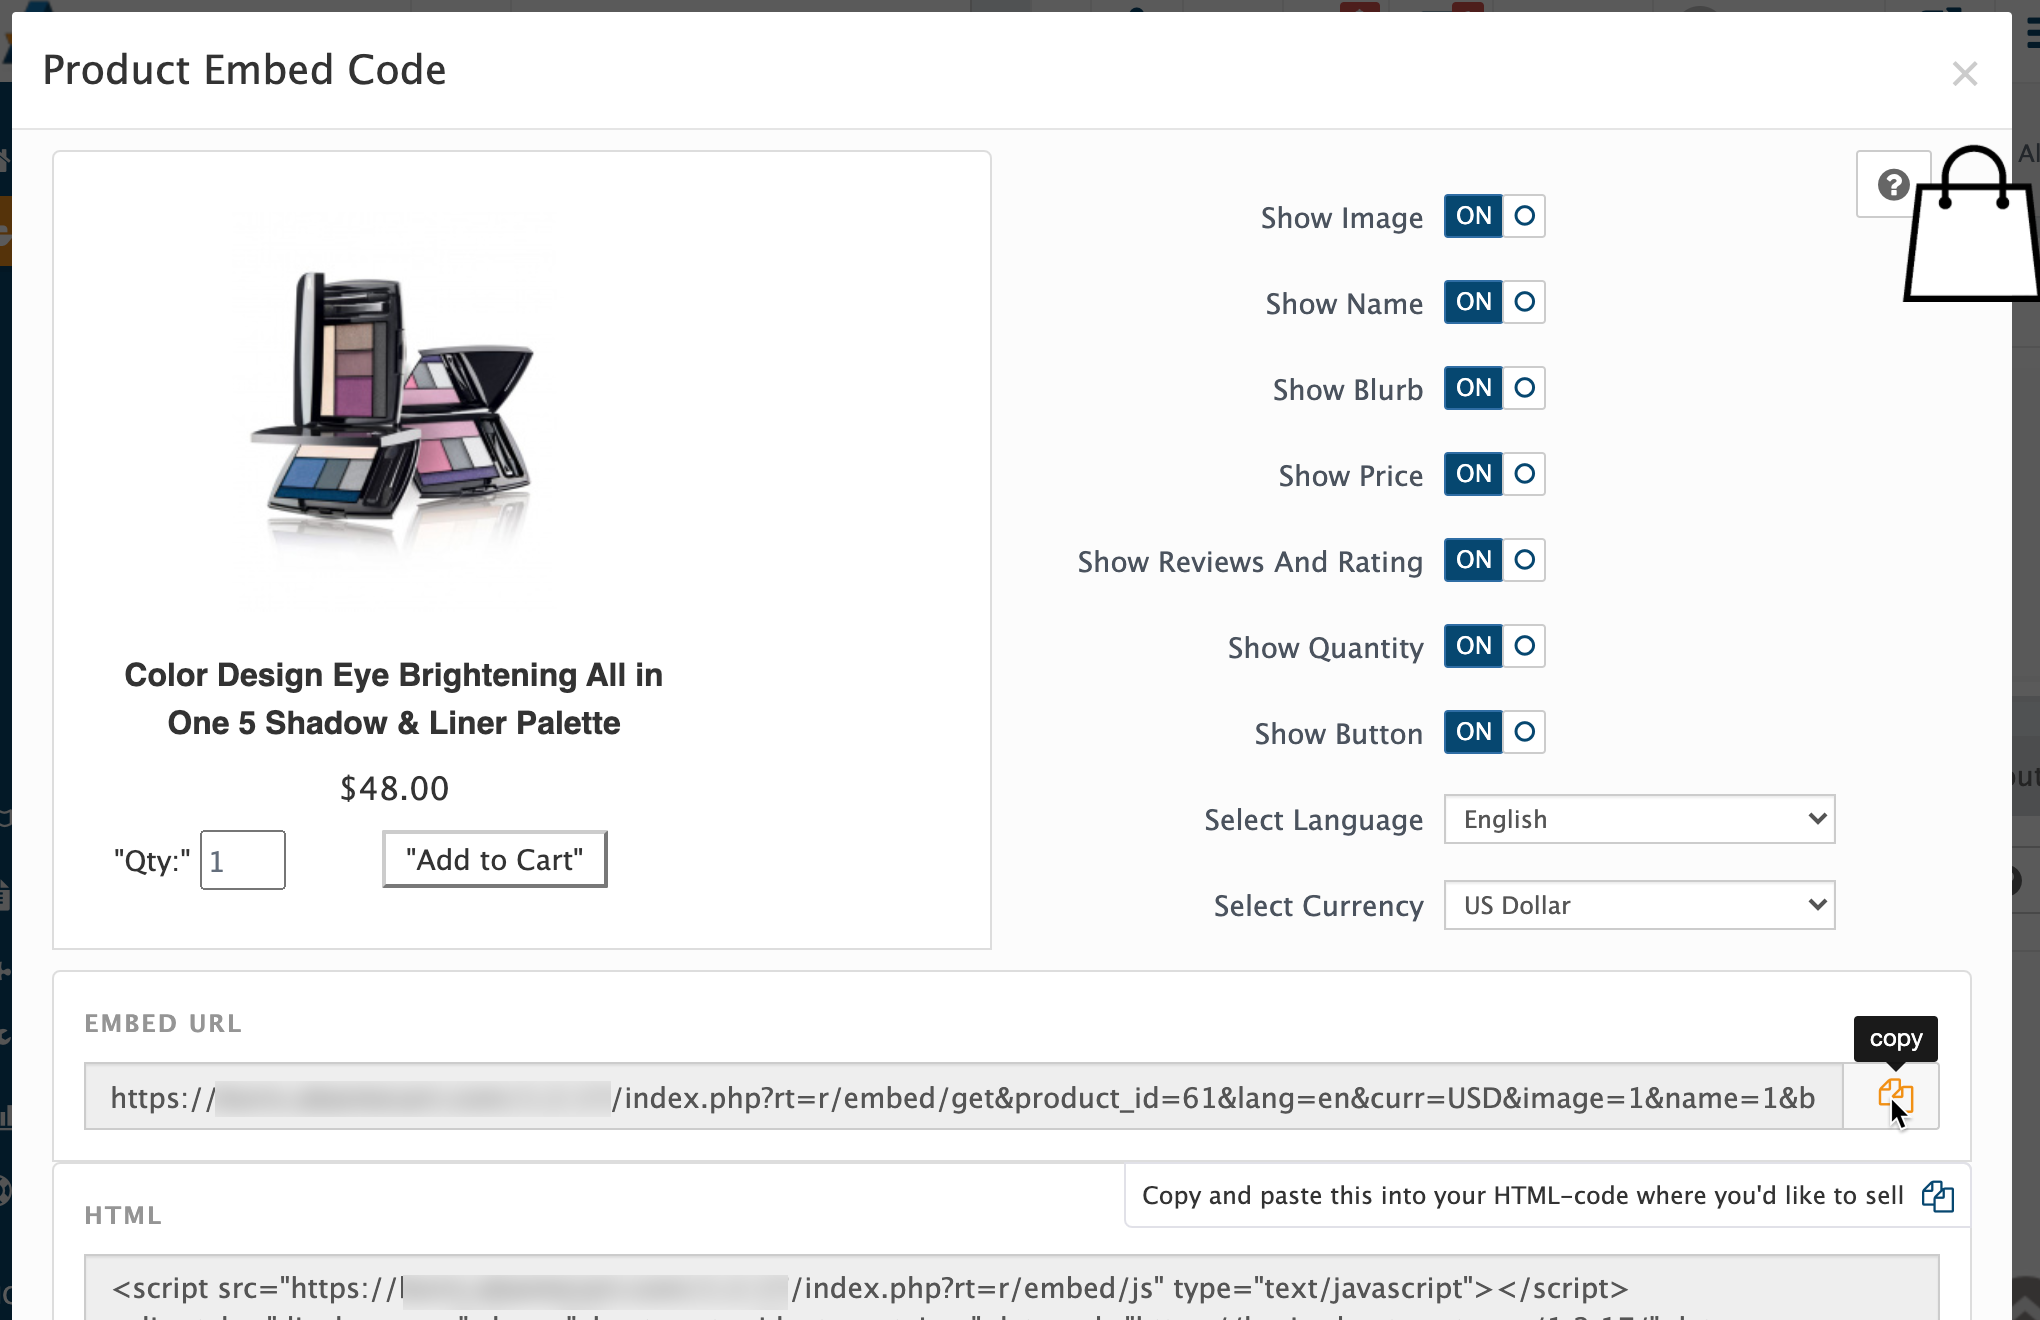 Product Embed Code
×
Show Image ON
Show Name ON
Show Blurb ON
Show Price ON
Show Reviews And Rating ON
Show Quantity ON
Show Button ON
Select Language English
Select Currency US Dollar
Color Design Eye Brightening All in
One 5 Shadow & Liner Palette
$48.00
"Qty:" 1 "Add to Cart"
EMBED URL
copy
https:// /index.php?rt=r/embed/get&product_id=61&lang=en&curr=USD&image=1&name=1&b
Copy and paste this into your HTML-code where you'd like to sell
HTML
<script src="https:// /index.php?rt=r/embed/js" type="text/javascript"></script>